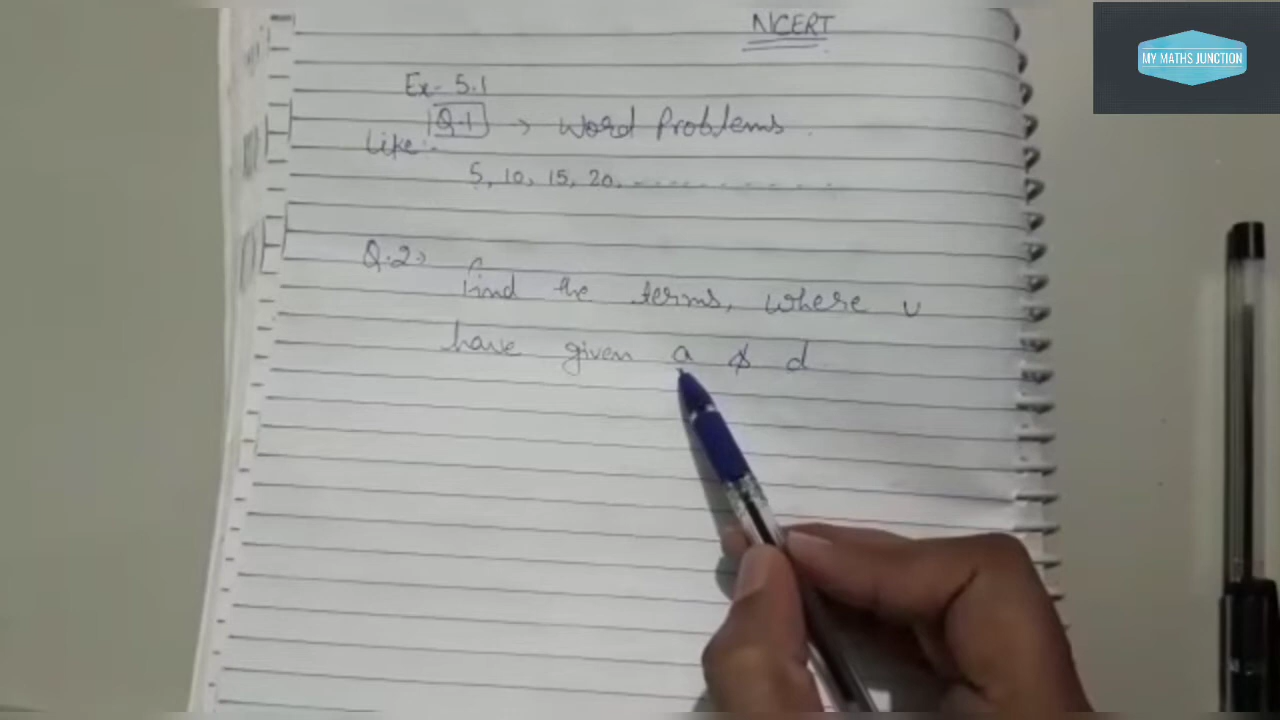 NCERT
MY MATHS JUNCTION
Ex- 5.1
Q-1 → Word Problems
Like:-
5, 10, 15, 20, - - - - - - - - - -
Q.2→
Find the terms, where u
have given a & d